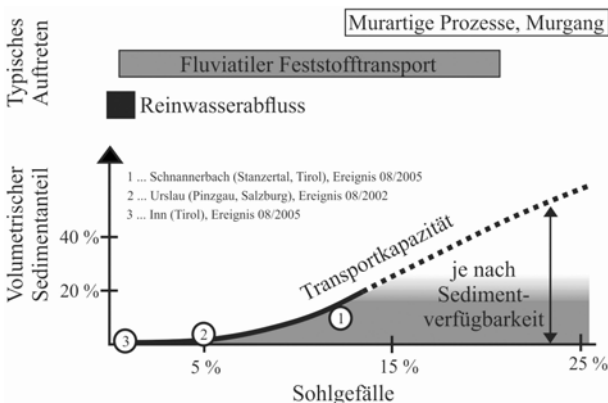 Murartige Prozesse, Murgang
Typisches
Auftreten
Fluviatiler Feststofftransport
Reinwasserabfluss
1 ... Schnannerbach (Stanzertal, Tirol), Ereignis 08/2005
2 ... Urslau (Pinzgau, Salzburg), Ereignis 08/2002
3 ... Inn (Tirol), Ereignis 08/2005
Volumetrischer
Sedimentanteil
40 %
20 %
Transportkapazität
je nach
Sediment-
verfügbarkeit
3
2
1
5 %
15 %
25 %
Sohlgefälle